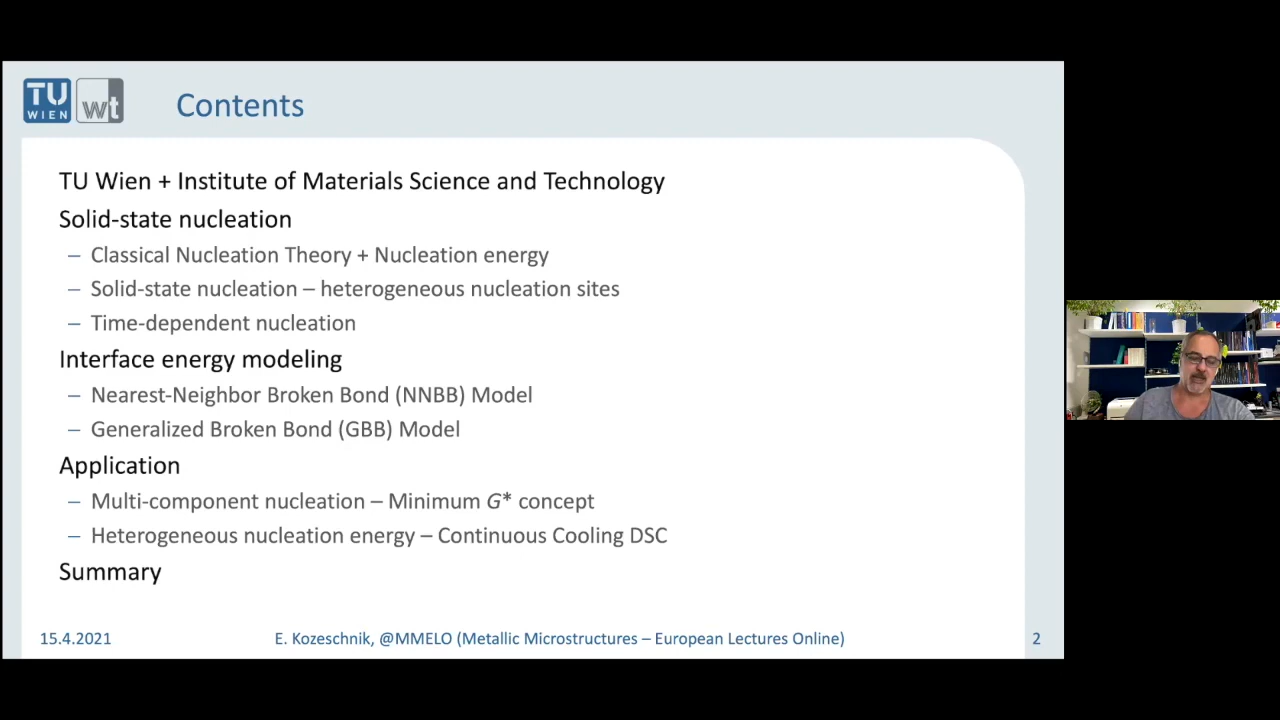 TU
WIEN
wt
Contents
TU Wien + Institute of Materials Science and Technology
Solid-state nucleation
– Classical Nucleation Theory + Nucleation energy
– Solid-state nucleation – heterogeneous nucleation sites
– Time-dependent nucleation
Interface energy modeling
– Nearest-Neighbor Broken Bond (NNBB) Model
– Generalized Broken Bond (GBB) Model
Application
– Multi-component nucleation – Minimum G* concept
– Heterogeneous nucleation energy – Continuous Cooling DSC
Summary
15.4.2021 E. Kozeschnik, @MMELO (Metallic Microstructures – European Lectures Online) 2